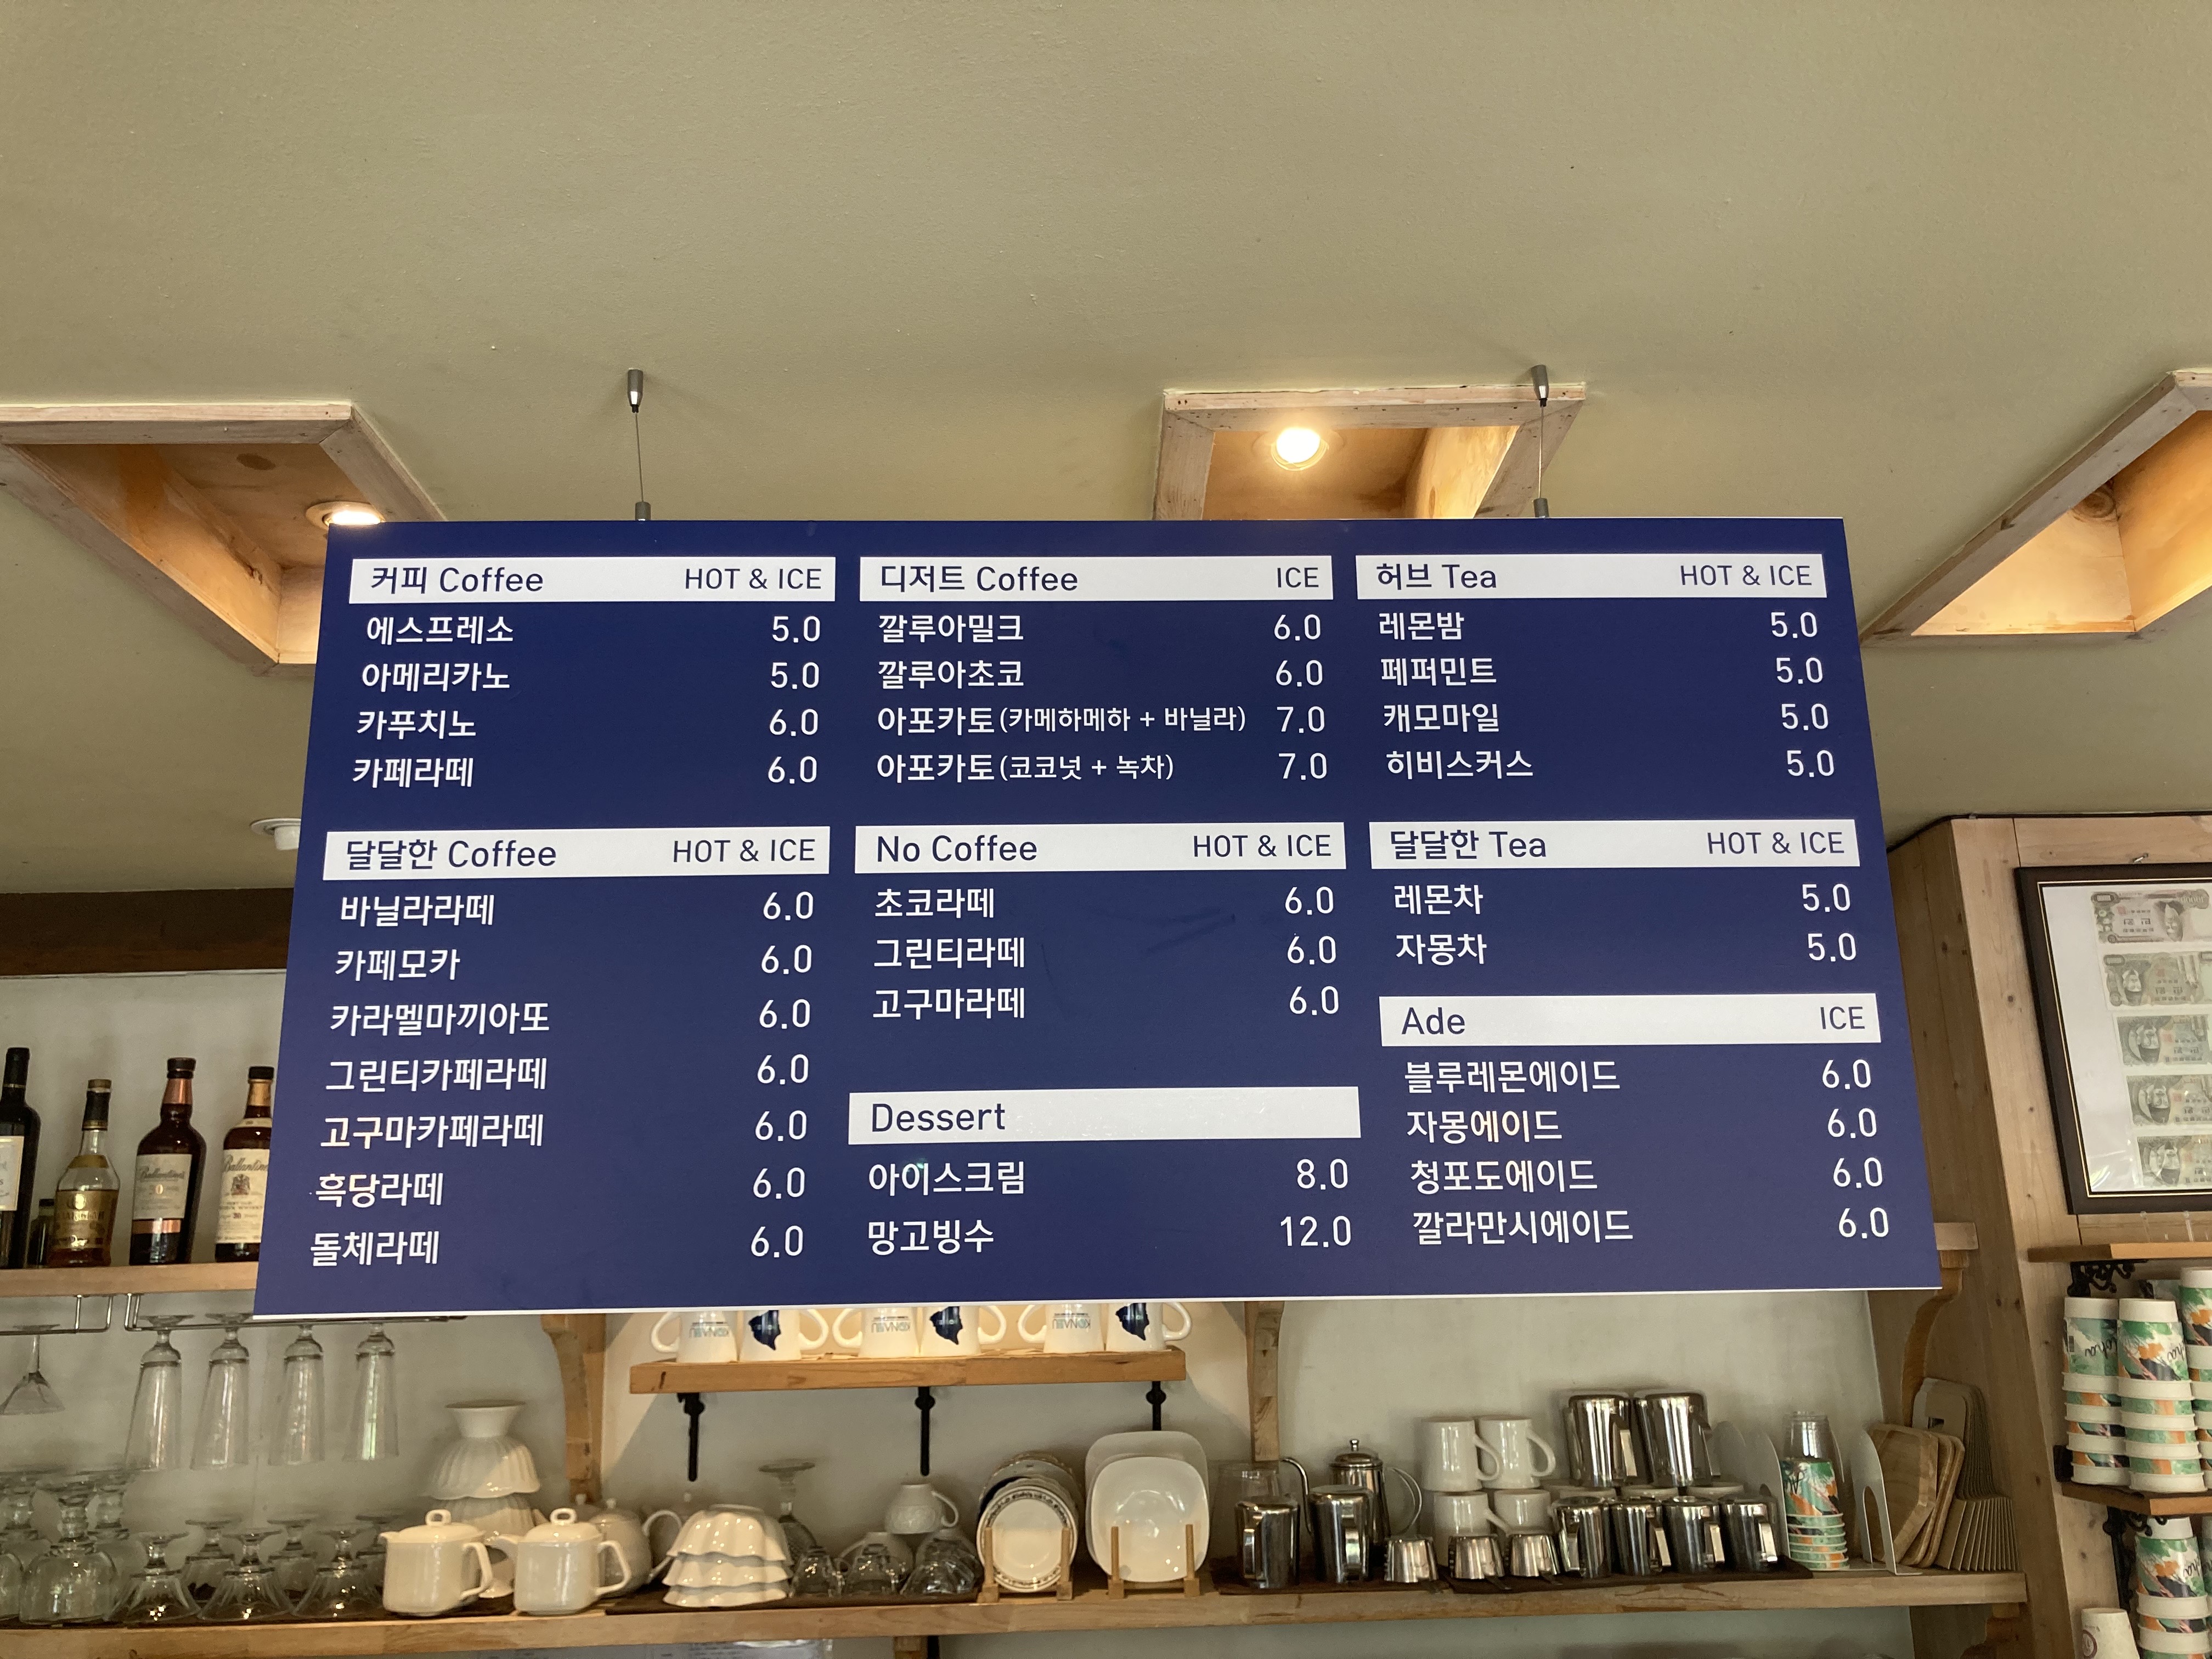 커피 Coffee HOT & ICE
에스프레소 5.0
아메리카노 5.0
카푸치노 6.0
카페라떼 6.0
달달한 Coffee HOT & ICE
바닐라라떼 6.0
카페모카 6.0
카라멜마끼아또 6.0
그린티카페라떼 6.0
고구마카페라떼 6.0
흑당라떼 6.0
돌체라떼 6.0
디저트 Coffee ICE
깔루아밀크 6.0
깔루아초코 6.0
아포카토(카메하메하 + 바닐라) 7.0
아포카토(코코넛 + 녹차) 7.0
No Coffee HOT & ICE
초코라떼 6.0
그린티라떼 6.0
고구마라떼 6.0
Dessert
아이스크림 8.0
망고빙수 12.0
허브 Tea HOT & ICE
레몬밤 5.0
페퍼민트 5.0
캐모마일 5.0
히비스커스 5.0
달달한 Tea HOT & ICE
레몬차 5.0
자몽차 5.0
Ade ICE
블루레몬에이드 6.0
자몽에이드 6.0
청포도에이드 6.0
깔라만시에이드 6.0
Ballantine